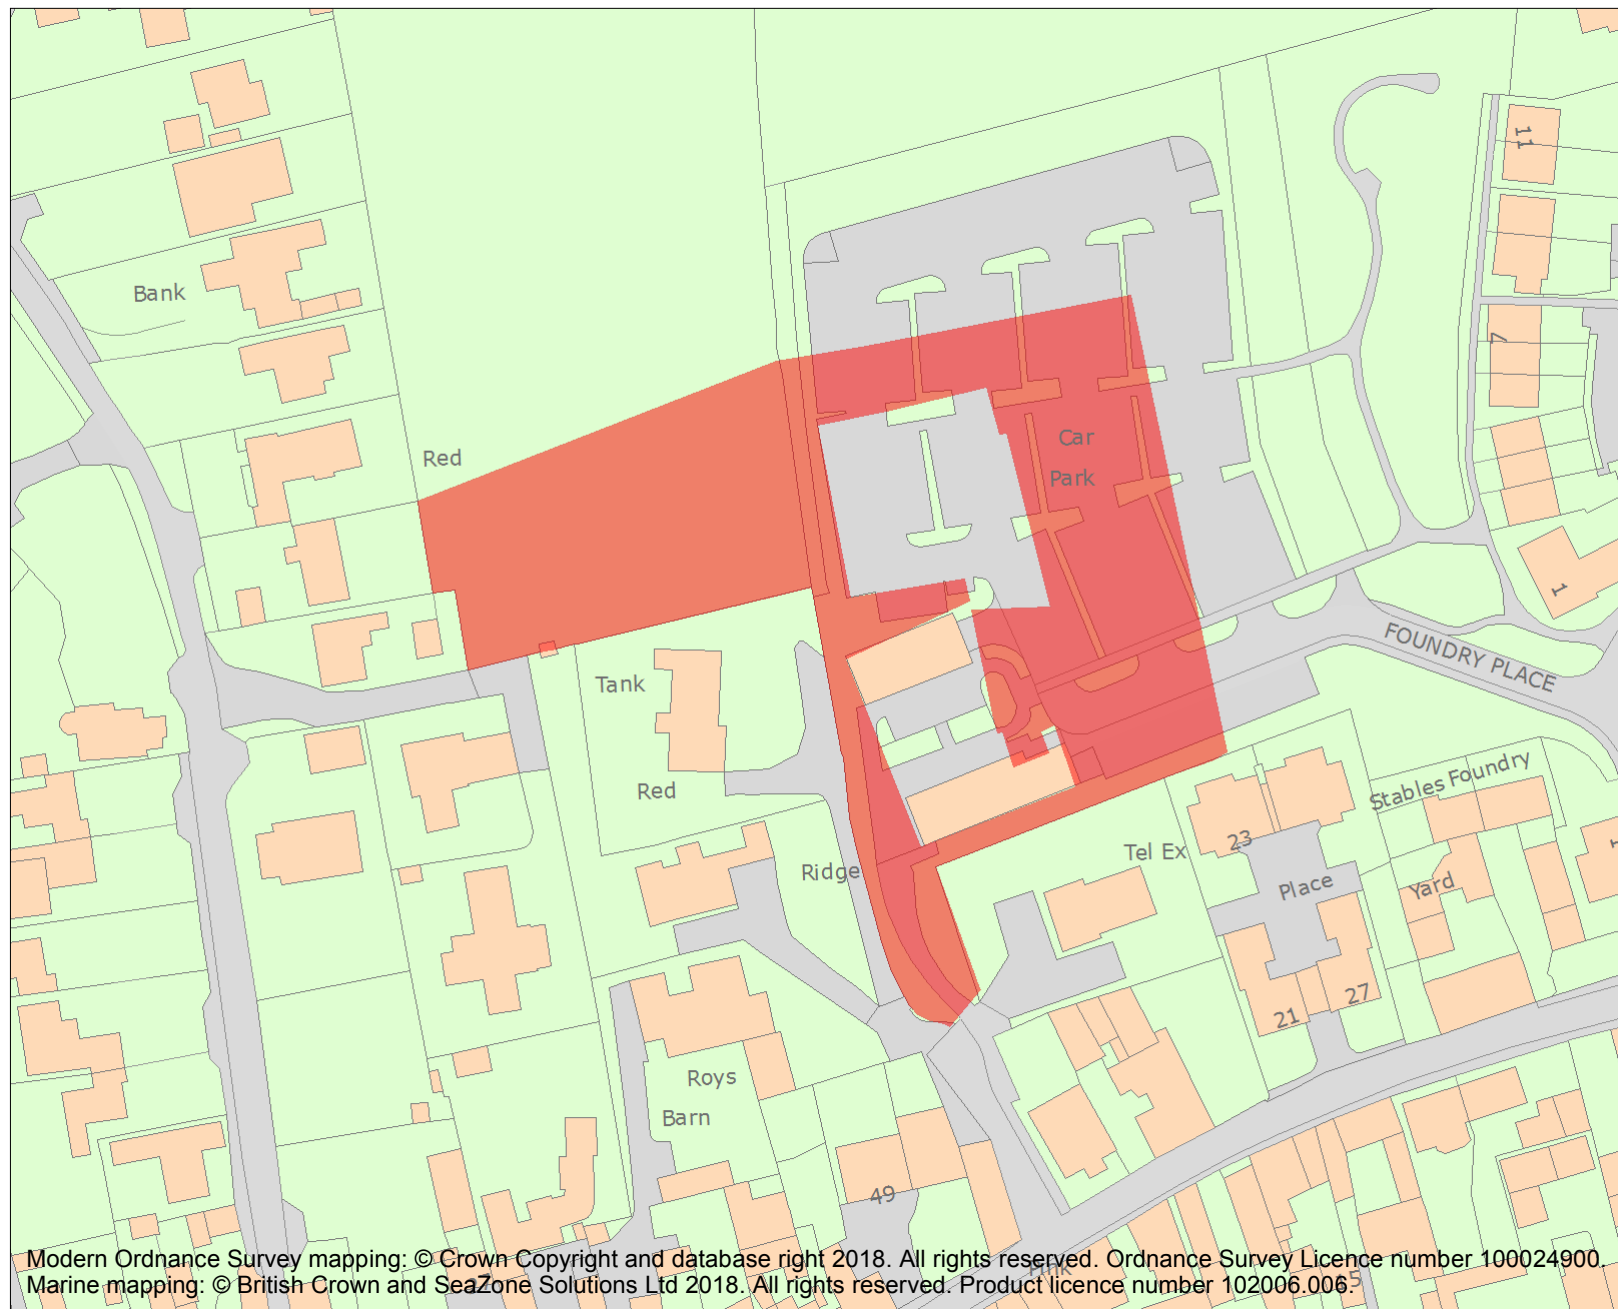 11
Bank
7
Car
Red
Park
1
FOUNDRY PLACE
Tank
Stables Foundry
Red
23
Tel Ex
Ridge
Place
Yard
27
21
Roys
Barn
49
Pink
Modern Ordnance Survey mapping: © Crown Copyright and database right 2018. All rights reserved. Ordnance Survey Licence number 100024900.
Marine mapping: © British Crown and SeaZone Solutions Ltd 2018. All rights reserved. Product licence number 102006.006.